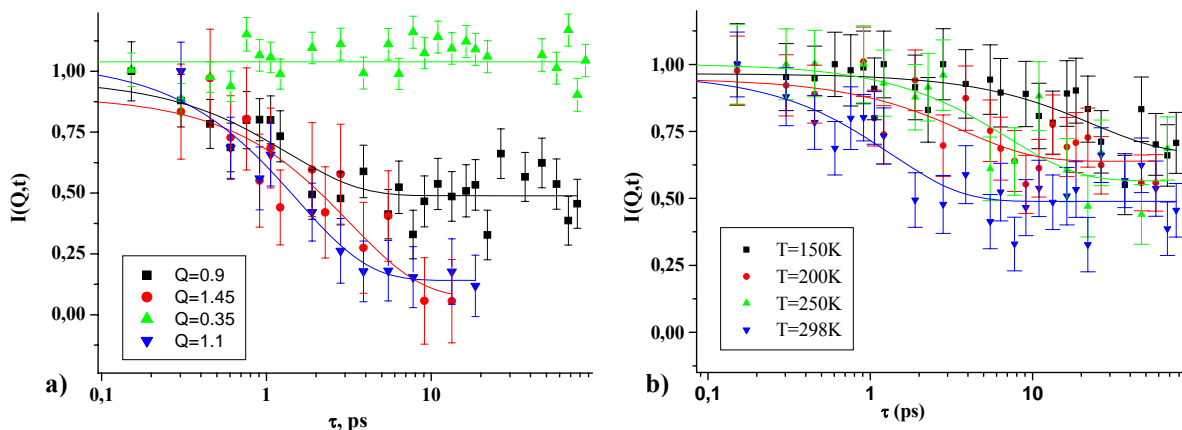 1,00
0,75
0,50
0,25
0,00
I(Q,t)
Q=0.9
Q=1.45
Q=0.35
Q=1.1
0,1
1
10
τ, ps
a)
1,00
0,75
0,50
0,25
0,00
I(Q,t)
T=150K
T=200K
T=250K
T=298K
0,1
1
10
τ (ps)
b)